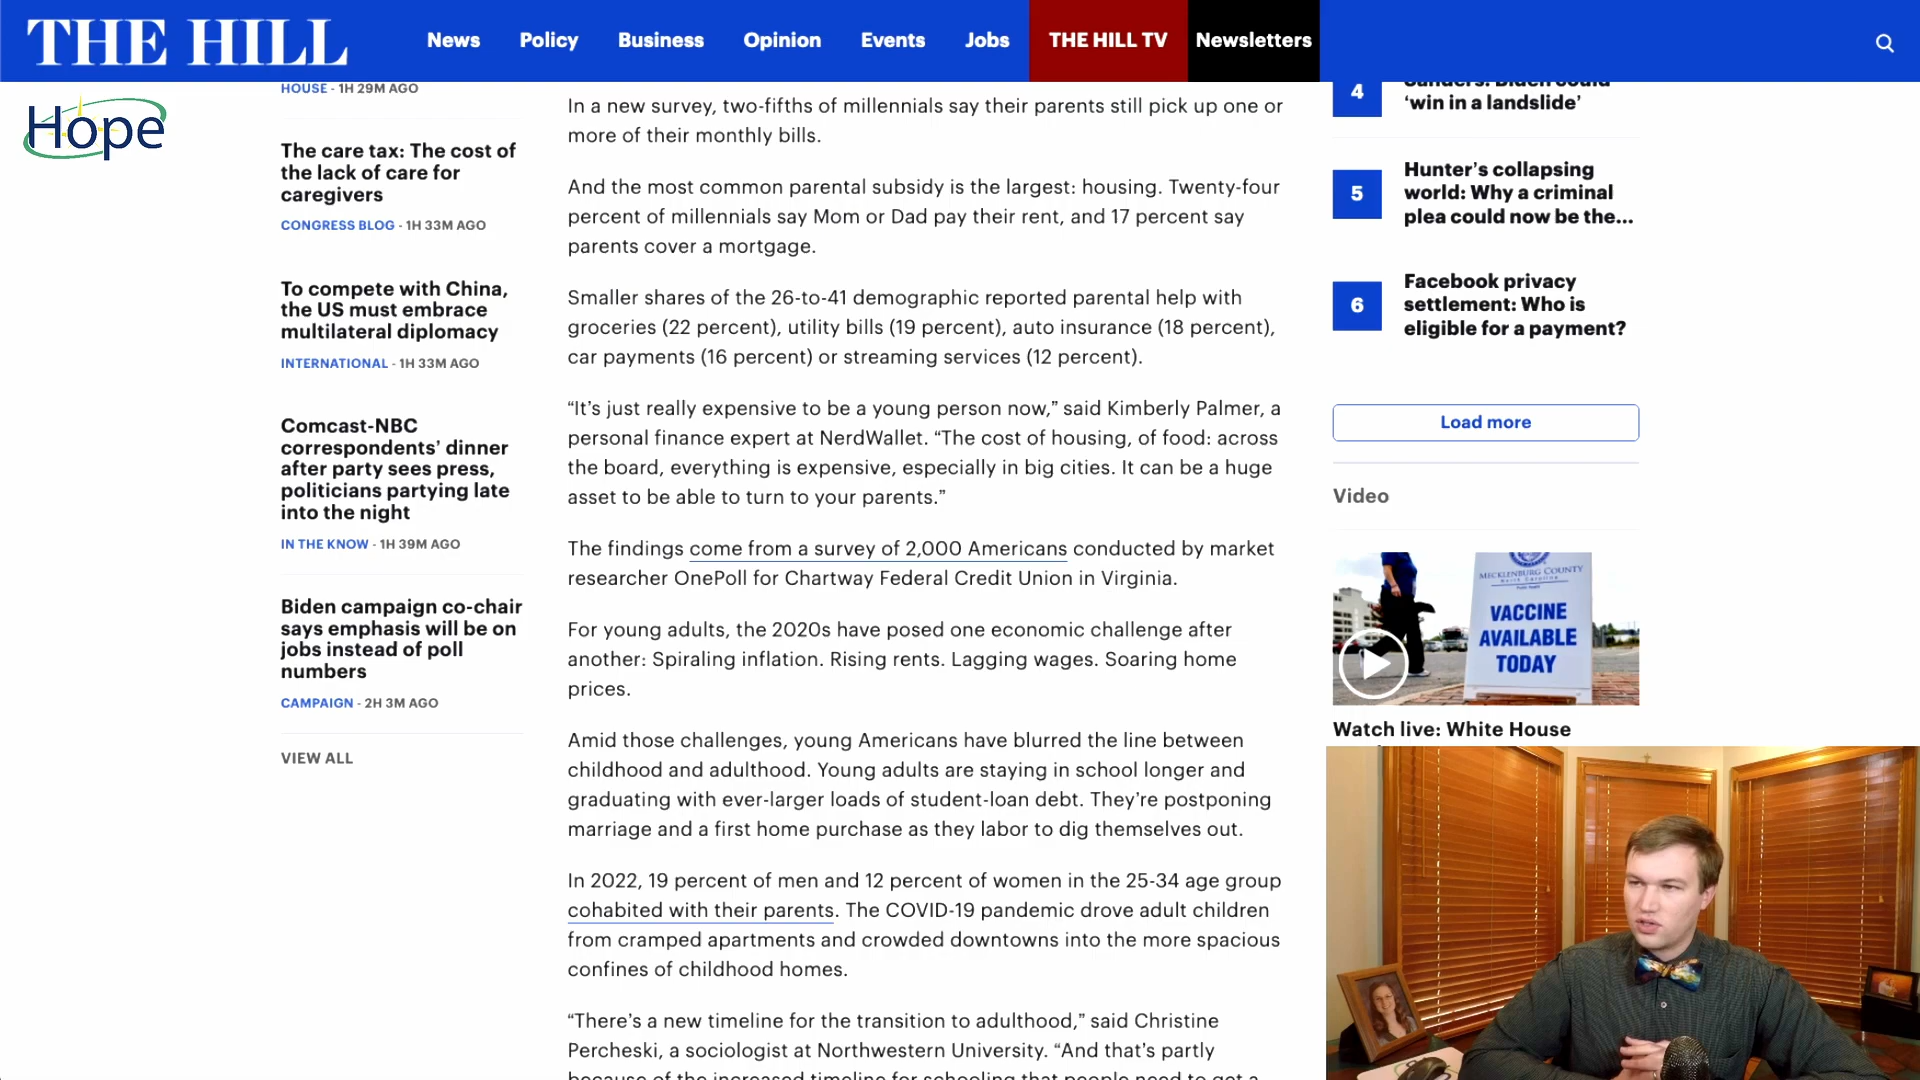 THE HILL
News
Policy
Business
Opinion
Events
Jobs
THE HILL TV
Newsletters
Hope
HOUSE - 1H 29M AGO
The care tax: The cost of
the lack of care for
caregivers
CONGRESS BLOG - 1H 33M AGO
To compete with China,
the US must embrace
multilateral diplomacy
INTERNATIONAL - 1H 33M AGO
Comcast-NBC
correspondents’ dinner
after party sees press,
politicians partying late
into the night
IN THE KNOW - 1H 39M AGO
Biden campaign co-chair
says emphasis will be on
jobs instead of poll
numbers
CAMPAIGN - 2H 3M AGO
VIEW ALL
In a new survey, two-fifths of millennials say their parents still pick up one or
more of their monthly bills.
And the most common parental subsidy is the largest: housing. Twenty-four
percent of millennials say Mom or Dad pay their rent, and 17 percent say
parents cover a mortgage.
Smaller shares of the 26-to-41 demographic reported parental help with
groceries (22 percent), utility bills (19 percent), auto insurance (18 percent),
car payments (16 percent) or streaming services (12 percent).
“It’s just really expensive to be a young person now,” said Kimberly Palmer, a
personal finance expert at NerdWallet. “The cost of housing, of food: across
the board, everything is expensive, especially in big cities. It can be a huge
asset to be able to turn to your parents.”
The findings come from a survey of 2,000 Americans conducted by market
researcher OnePoll for Chartway Federal Credit Union in Virginia.
For young adults, the 2020s have posed one economic challenge after
another: Spiraling inflation. Rising rents. Lagging wages. Soaring home
prices.
Amid those challenges, young Americans have blurred the line between
childhood and adulthood. Young adults are staying in school longer and
graduating with ever-larger loads of student-loan debt. They’re postponing
marriage and a first home purchase as they labor to dig themselves out.
In 2022, 19 percent of men and 12 percent of women in the 25-34 age group
cohabited with their parents. The COVID-19 pandemic drove adult children
from cramped apartments and crowded downtowns into the more spacious
confines of childhood homes.
“There’s a new timeline for the transition to adulthood,” said Christine
Percheski, a sociologist at Northwestern University. “And that’s partly
because of the increased timeline for schooling that people need to get a
4
Sanders: Biden could
‘win in a landslide’
5
Hunter’s collapsing
world: Why a criminal
plea could now be the...
6
Facebook privacy
settlement: Who is
eligible for a payment?
Load more
Video
MECKLENBURG COUNTY
North Carolina
Public Health
VACCINE
AVAILABLE
TODAY
Watch live: White House